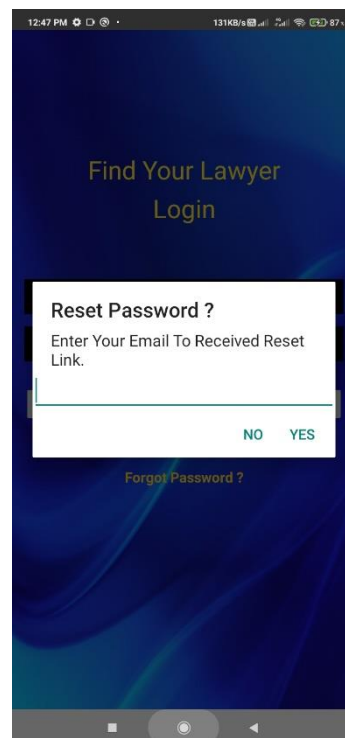 12:47 PM 131KB/s 87
Find Your Lawyer
Login
Reset Password ?
Enter Your Email To Received Reset
Link.
NO YES
Forgot Password ?